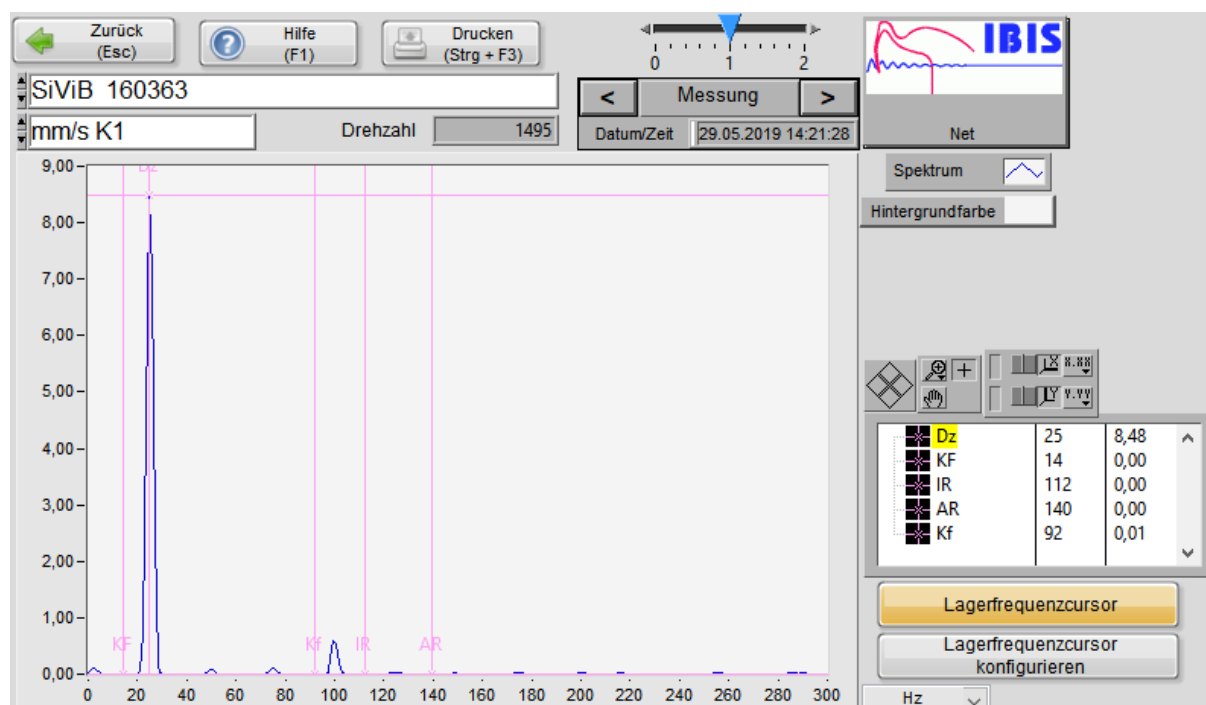 Zurück
(Esc)
Hilfe
(F1)
Drucken
(Strg + F3)
0 1 2
IBIS
Net
SiViB 160363
< Messung >
mm/s K1
Drehzahl 1495
Datum/Zeit 29.05.2019 14:21:28
Spektrum
Hintergrundfarbe
9,00
8,00
7,00
6,00
5,00
4,00
3,00
2,00
1,00
0,00
Dz
KF
Kf
IR
AR
0 20 40 60 80 100 120 140 160 180 200 220 240 260 280 300
X X.XX
Y Y.YY
Dz 25 8,48
KF 14 0,00
IR 112 0,00
AR 140 0,00
Kf 92 0,01
Lagerfrequenzcursor
Lagerfrequenzcursor
konfigurieren
Hz